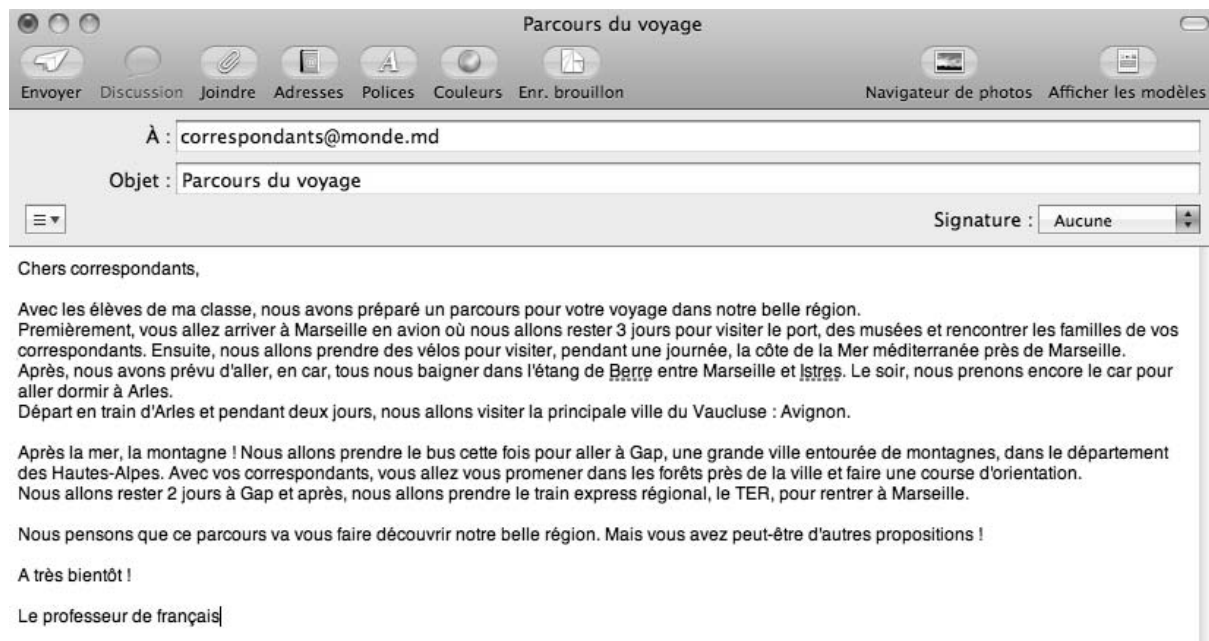 Parcours du voyage
Envoyer Discussion Joindre Adresses Polices Couleurs Enr. brouillon Navigateur de photos Afficher les modèles
À : correspondants@monde.md
Objet : Parcours du voyage
Signature : Aucune
Chers correspondants,
Avec les élèves de ma classe, nous avons préparé un parcours pour votre voyage dans notre belle région.
Premièrement, vous allez arriver à Marseille en avion où nous allons rester 3 jours pour visiter le port, des musées et rencontrer les familles de vos
correspondants. Ensuite, nous allons prendre des vélos pour visiter, pendant une journée, la côte de la Mer méditerranée près de Marseille.
Après, nous avons prévu d'aller, en car, tous nous baigner dans l'étang de Berre entre Marseille et Istres. Le soir, nous prenons encore le car pour
aller dormir à Arles.
Départ en train d'Arles et pendant deux jours, nous allons visiter la principale ville du Vaucluse : Avignon.
Après la mer, la montagne ! Nous allons prendre le bus cette fois pour aller à Gap, une grande ville entourée de montagnes, dans le département
des Hautes-Alpes. Avec vos correspondants, vous allez vous promener dans les forêts près de la ville et faire une course d'orientation.
Nous allons rester 2 jours à Gap et après, nous allons prendre le train express régional, le TER, pour rentrer à Marseille.
Nous pensons que ce parcours va vous faire découvrir notre belle région. Mais vous avez peut-être d'autres propositions !
A très bientôt !
Le professeur de français